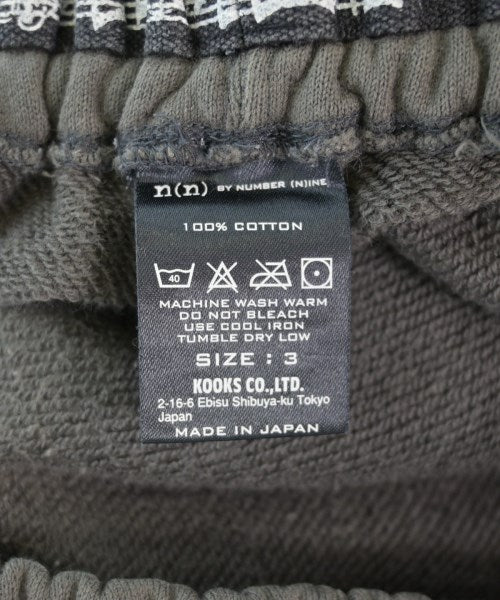 n(n) BY NUMBER (N)INE
100% COTTON
40
MACHINE WASH WARM
DO NOT BLEACH
USE COOL IRON
TUMBLE DRY LOW
SIZE : 3
KOOKS CO.,LTD.
2-16-6 Ebisu Shibuya-ku Tokyo
Japan
MADE IN JAPAN